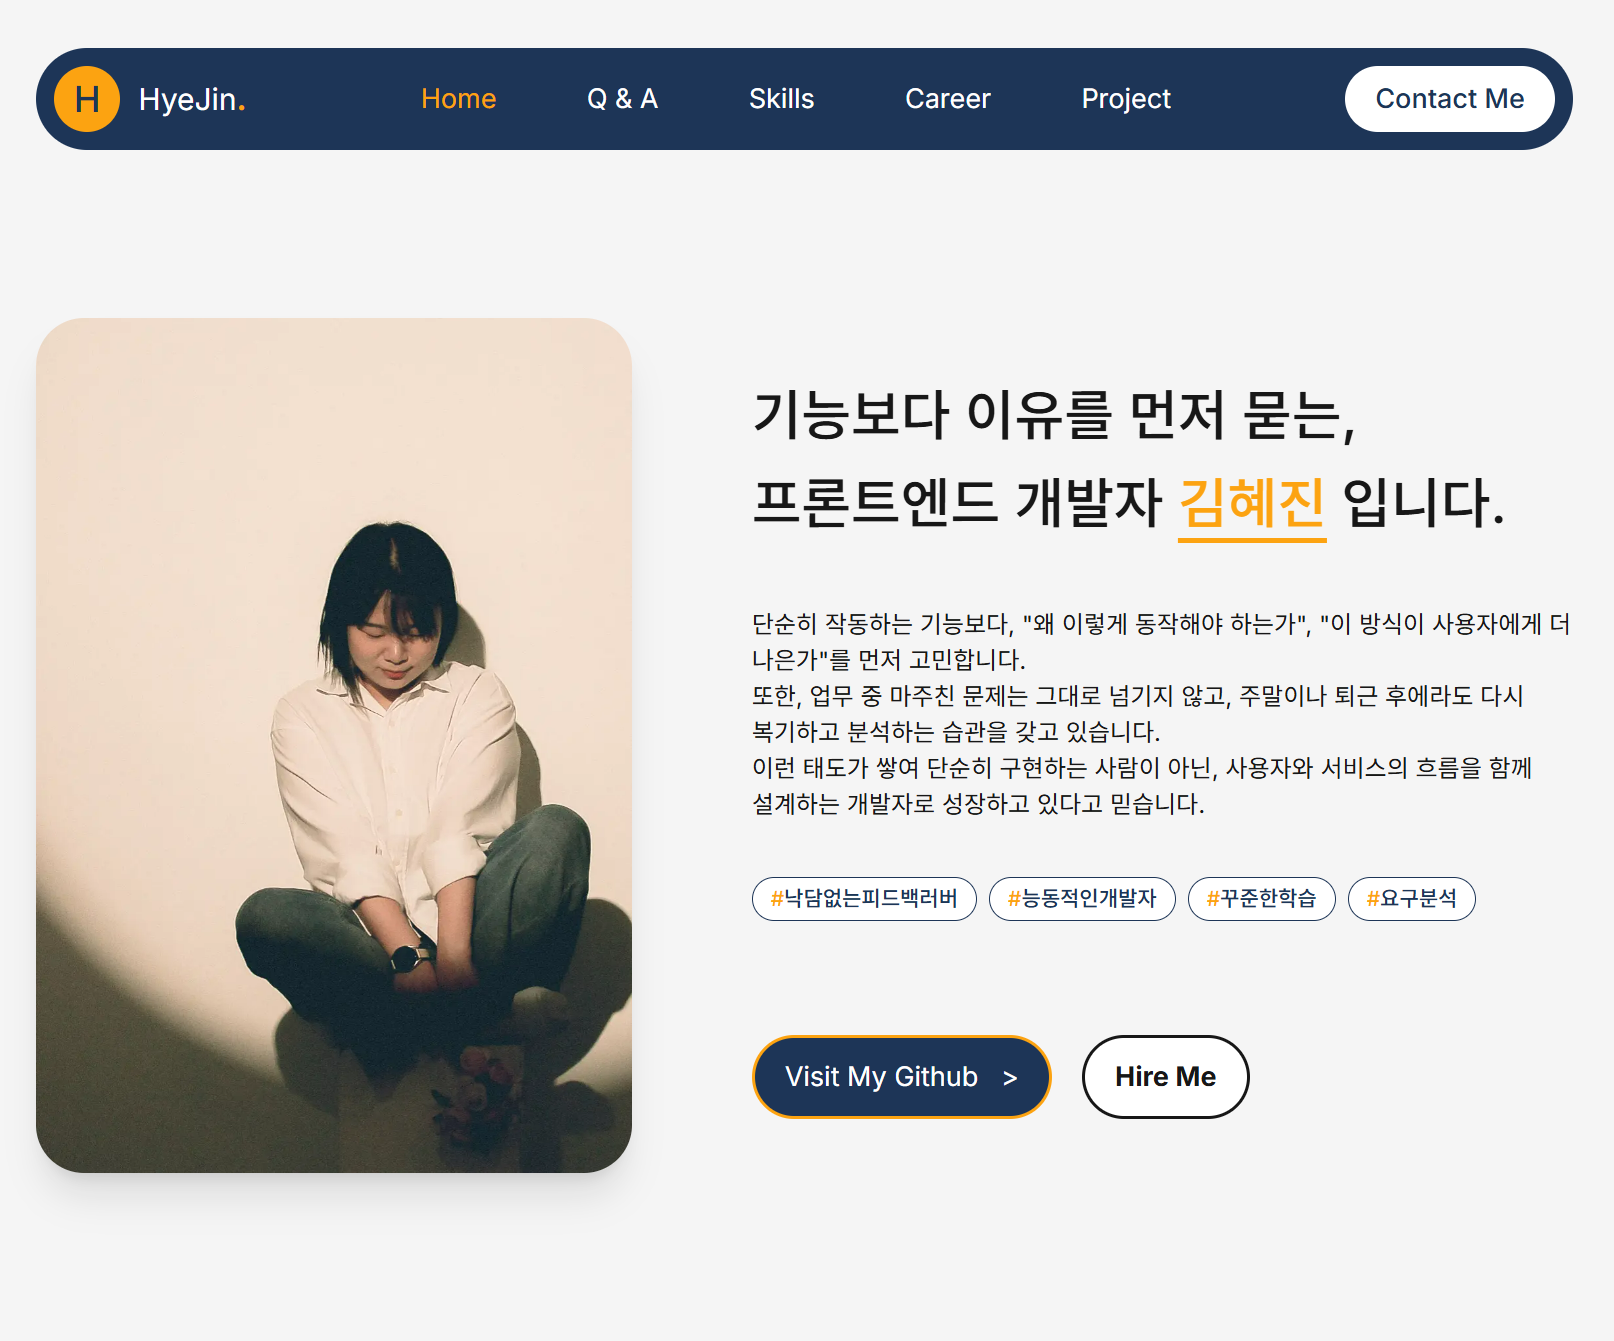 H HyeJin. Home Q & A Skills Career Project Contact Me
기능보다 이유를 먼저 묻는,
프론트엔드 개발자 김혜진 입니다.
단순히 작동하는 기능보다, "왜 이렇게 동작해야 하는가", "이 방식이 사용자에게 더
나은가"를 먼저 고민합니다.
또한, 업무 중 마주친 문제는 그대로 넘기지 않고, 주말이나 퇴근 후에라도 다시
복기하고 분석하는 습관을 갖고 있습니다.
이런 태도가 쌓여 단순히 구현하는 사람이 아닌, 사용자와 서비스의 흐름을 함께
설계하는 개발자로 성장하고 있다고 믿습니다.
#낙담없는피드백러버 #능동적인개발자 #꾸준한학습 #요구분석
Visit My Github > Hire Me